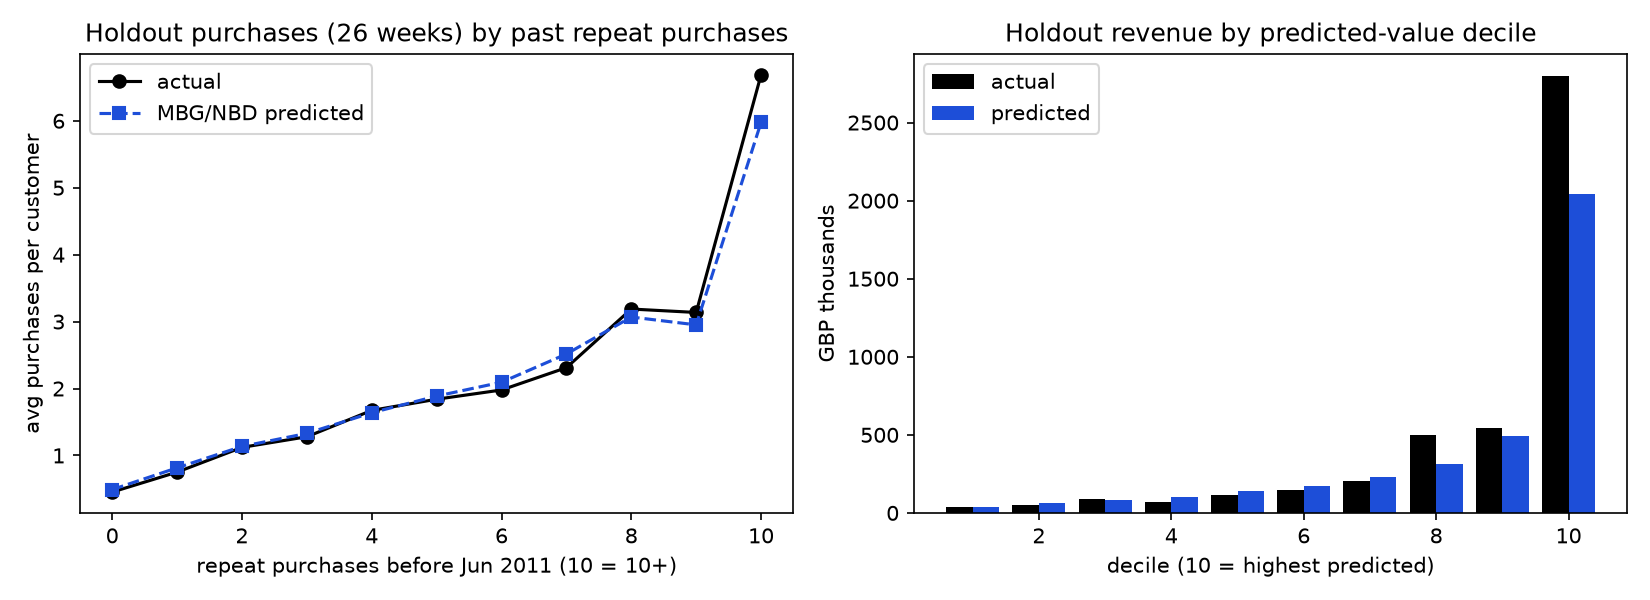 Holdout purchases (26 weeks) by past repeat purchases
actual
MBG/NBD predicted
avg purchases per customer
6
5
4
3
2
1
0 2 4 6 8 10
repeat purchases before Jun 2011 (10 = 10+)
Holdout revenue by predicted-value decile
actual
predicted
GBP thousands
2500
2000
1500
1000
500
0
2 4 6 8 10
decile (10 = highest predicted)